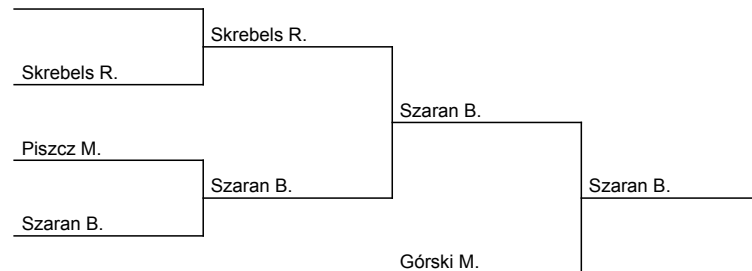 Skrebels R.
Skrebels R.
Szaran B.
Piszcz M.
Szaran B.
Szaran B.
Szaran B.
Górski M.